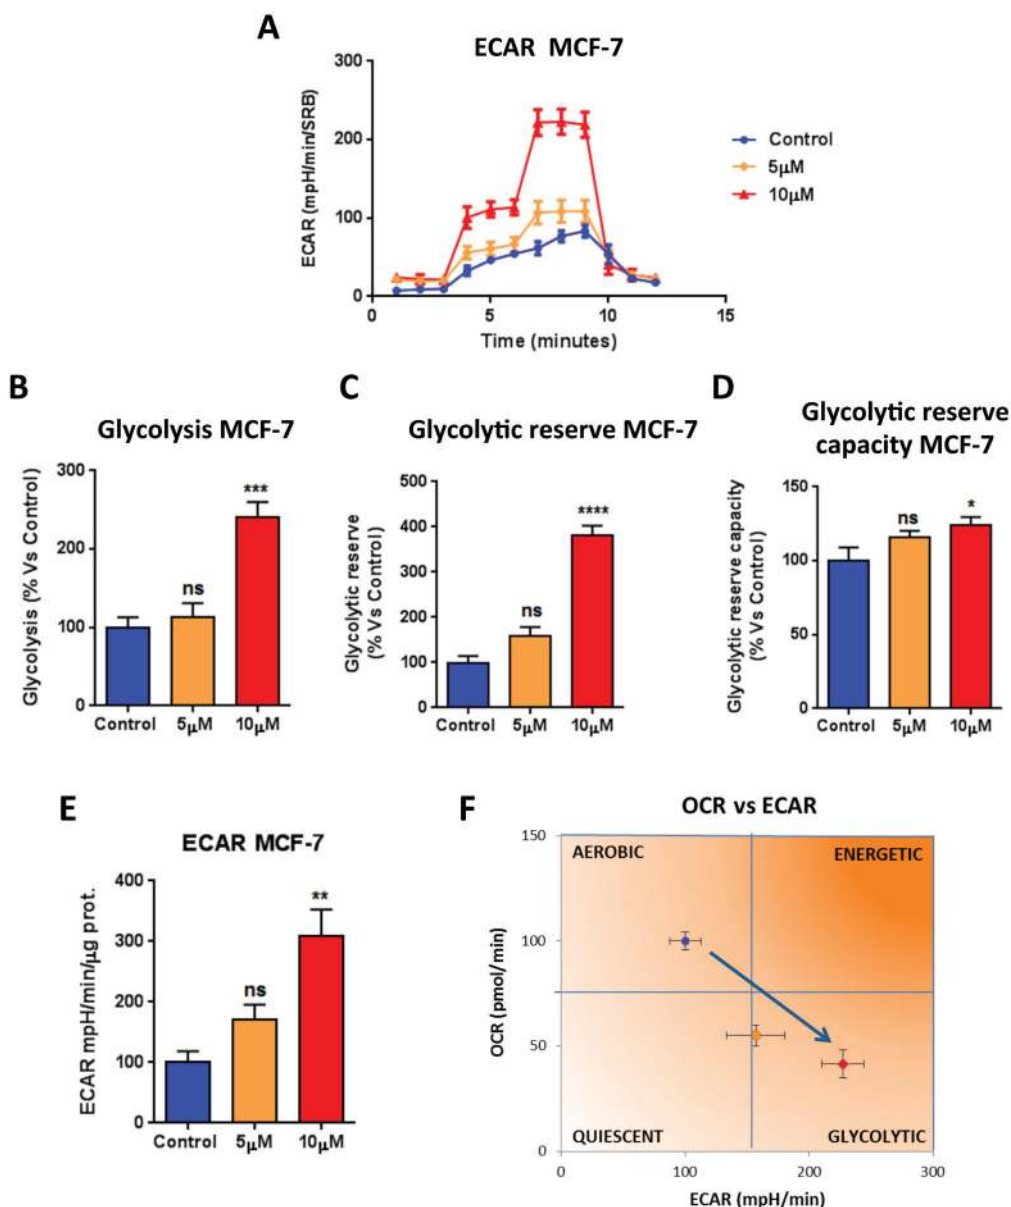 A
ECAR MCF-7
ECAR (mpH/min/SRB)
300
200
100
0
0
5
10
15
Time (minutes)
Control
5μM
10μM
B
Glycolysis MCF-7
Glycolysis (% Vs Control)
300
200
100
0
ns
***
Control
5μM
10μM
C
Glycolytic reserve MCF-7
Glycolytic reserve
(% Vs Control)
500
400
300
200
100
0
ns
****
Control
5μM
10μM
D
Glycolytic reserve
capacity MCF-7
Glycolytic reserve capacity
(% Vs Control)
150
100
50
0
ns
*
Control
5μM
10μM
E
ECAR MCF-7
ECAR mpH/min/μg prot.
400
300
200
100
0
ns
**
Control
5μM
10μM
F
OCR vs ECAR
OCR (pmol/min)
150
100
50
0
AEROBIC
ENERGETIC
QUIESCENT
GLYCOLYTIC
0
100
200
300
ECAR (mpH/min)